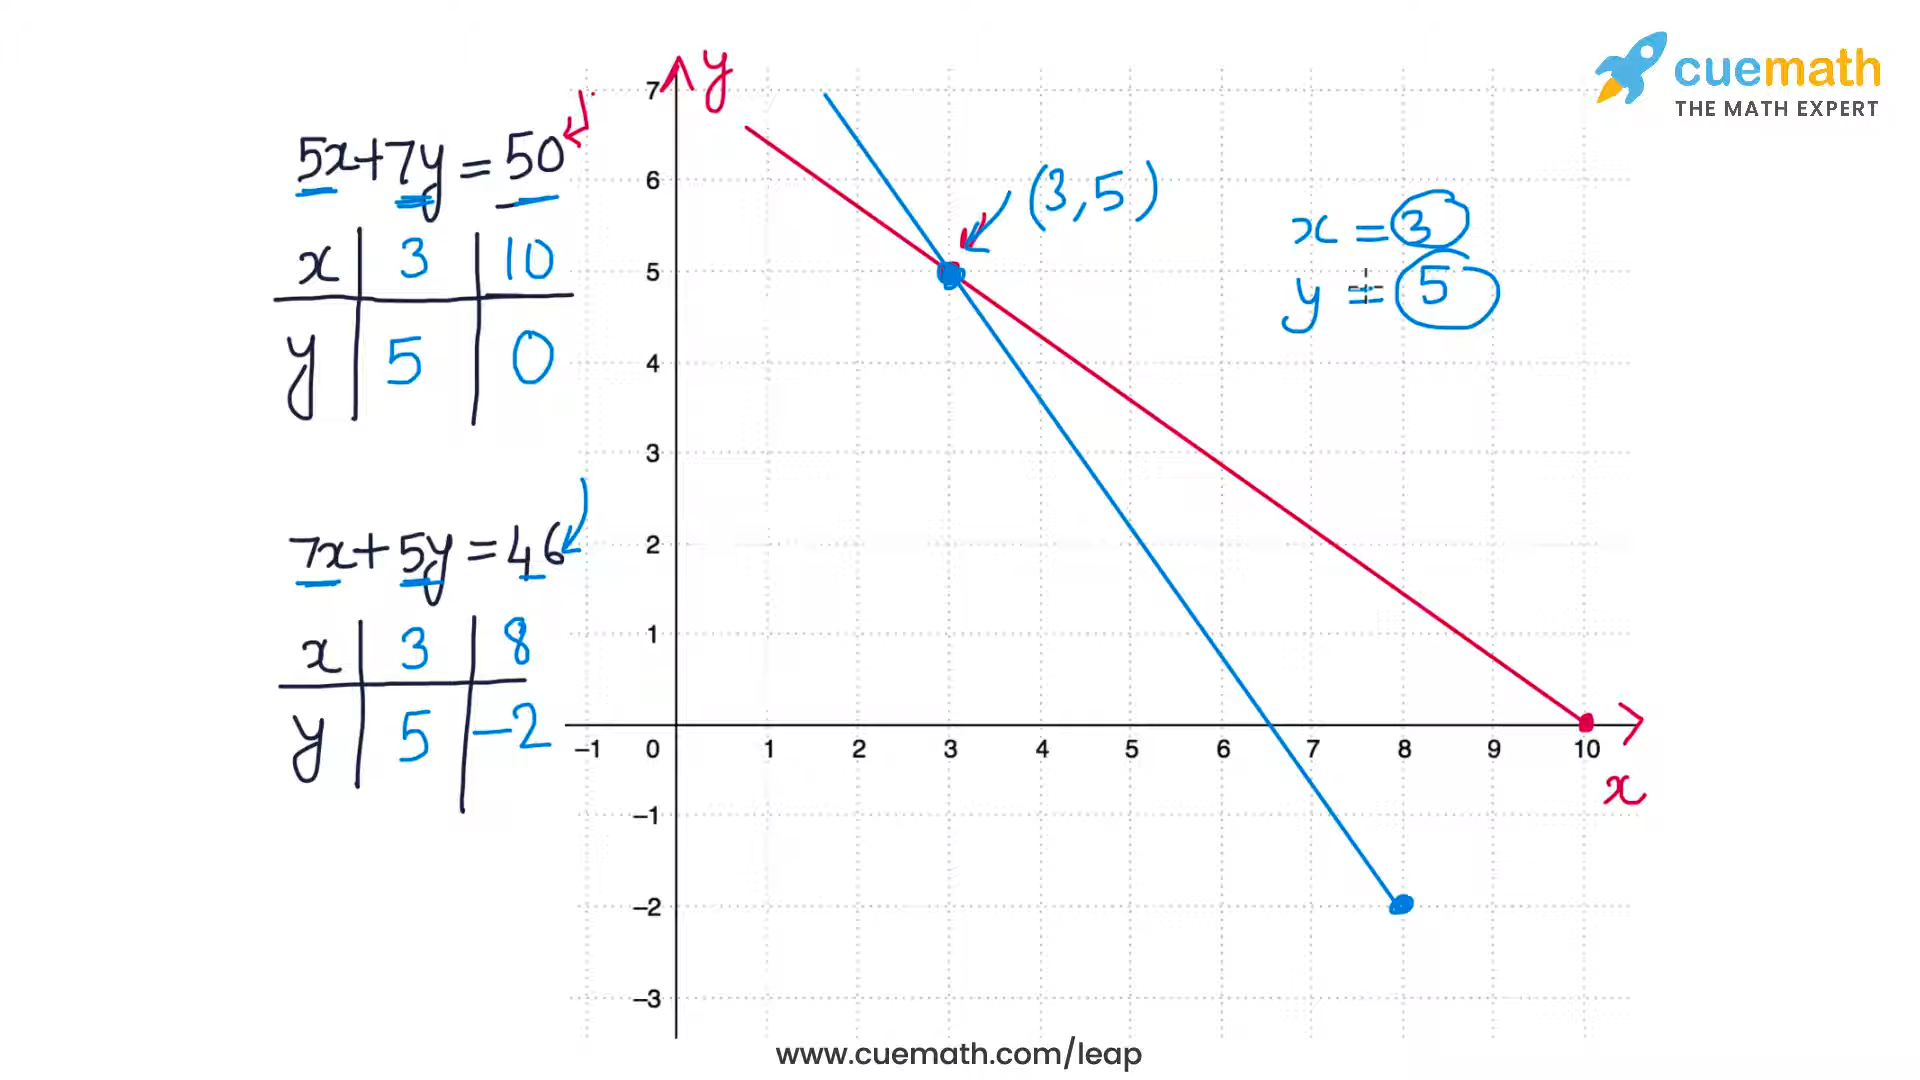 cuemath
THE MATH EXPERT
5x+7y=50
x 3 10
y 5 0
7x+5y=46
x 3 8
y 5 -2
y
7
6
5
4
3
2
1
-1 0 1 2 3 4 5 6 7 8 9 10
x
-1
-2
-3
(3,5)
x = 3
y = 5
www.cuemath.com/leap